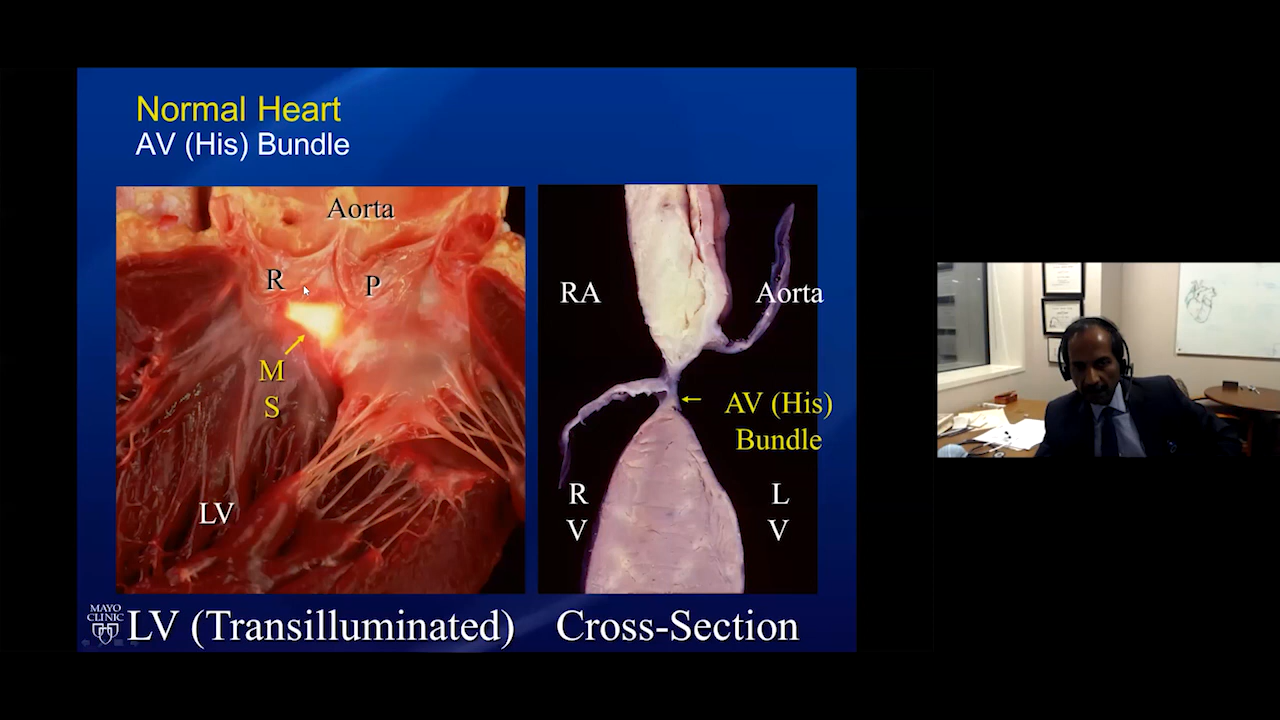 Normal Heart
AV (His) Bundle
Aorta
R
P
M
S
LV
RA
Aorta
AV (His)
Bundle
R
V
L
V
MAYO
CLINIC
LV (Transilluminated)
Cross-Section